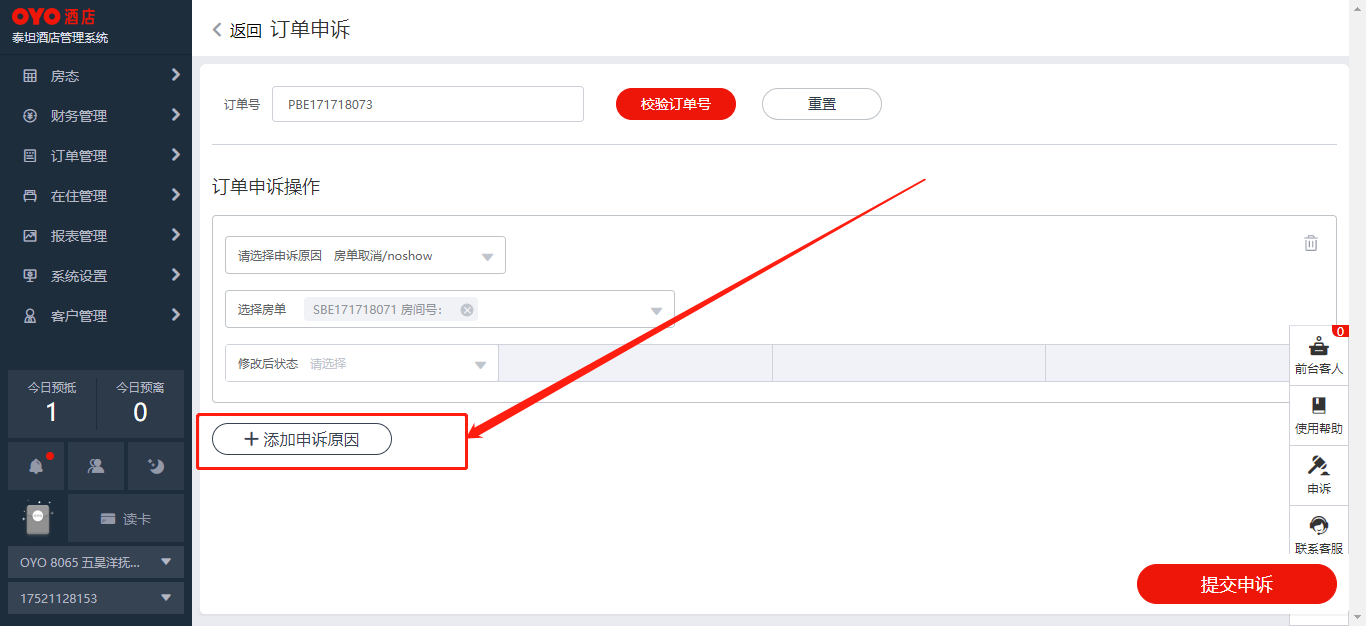 OYO 酒店
泰坦酒店管理系统
房态
财务管理
订单管理
在住管理
报表管理
系统设置
客户管理
今日预抵 今日预离
1 0
读卡
OYO 8065 五昊洋抚...
17521128153
返回 订单申诉
订单号 PBE171718073 校验订单号 重置
订单申诉操作
请选择申诉原因 房单取消/noshow
选择房单 SBE171718071 房间号：
修改后状态 请选择
添加申诉原因
0
前台客人
使用帮助
申诉
联系客服
提交申诉